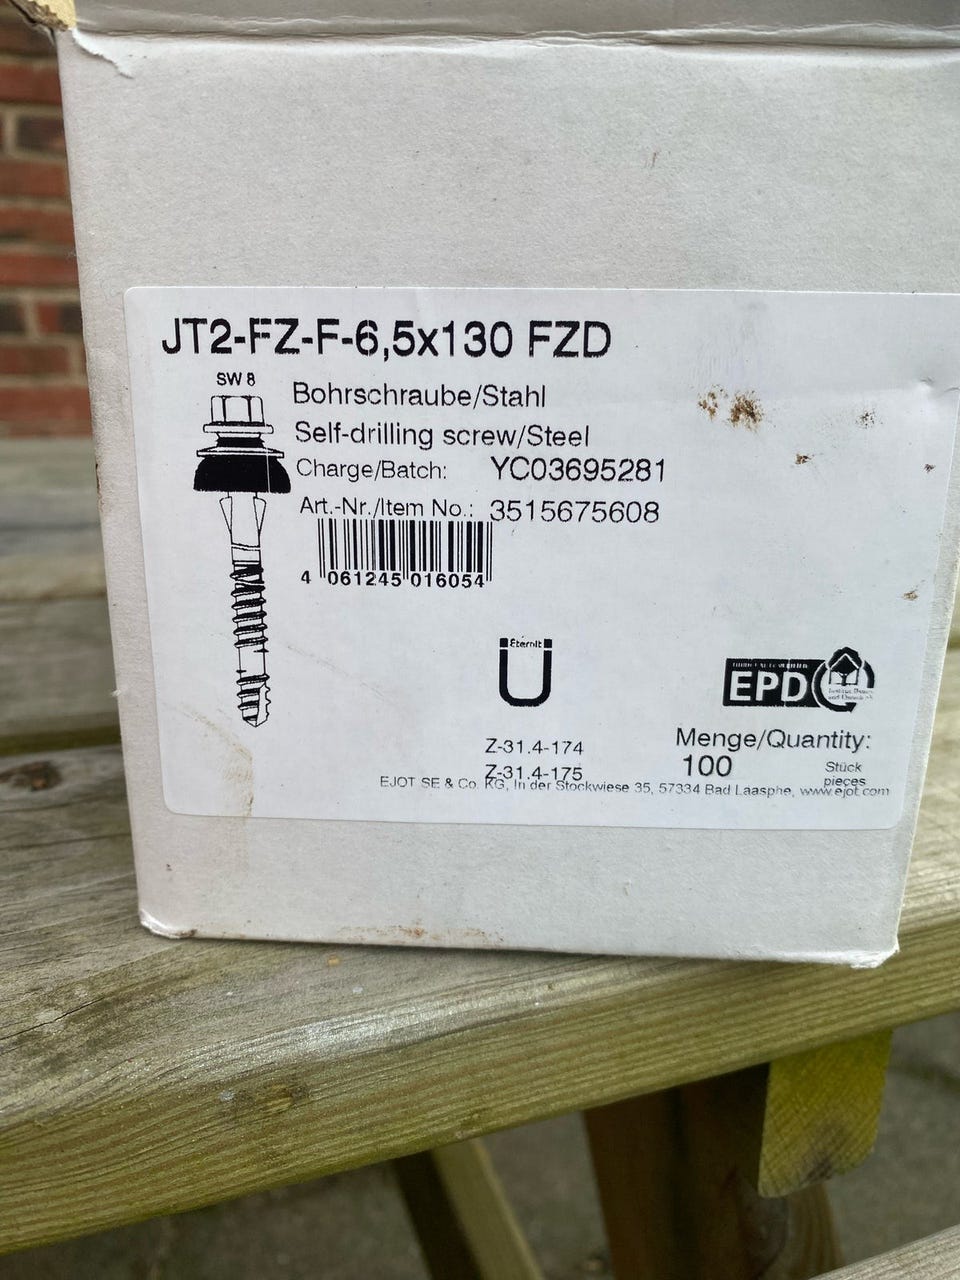 JT2-FZ-F-6,5x130 FZD
SW 8
Bohrschraube/Stahl
Self-drilling screw/Steel
Charge/Batch: YC03695281
Art.-Nr./Item No.: 3515675608
4 061245 016054
Eternit
EPD
Z-31.4-174
Z-31.4-175
Menge/Quantity:
100 Stück
pieces
EJOT SE & Co. KG, In der Stockwiese 35, 57334 Bad Laasphe, www.ejot.com